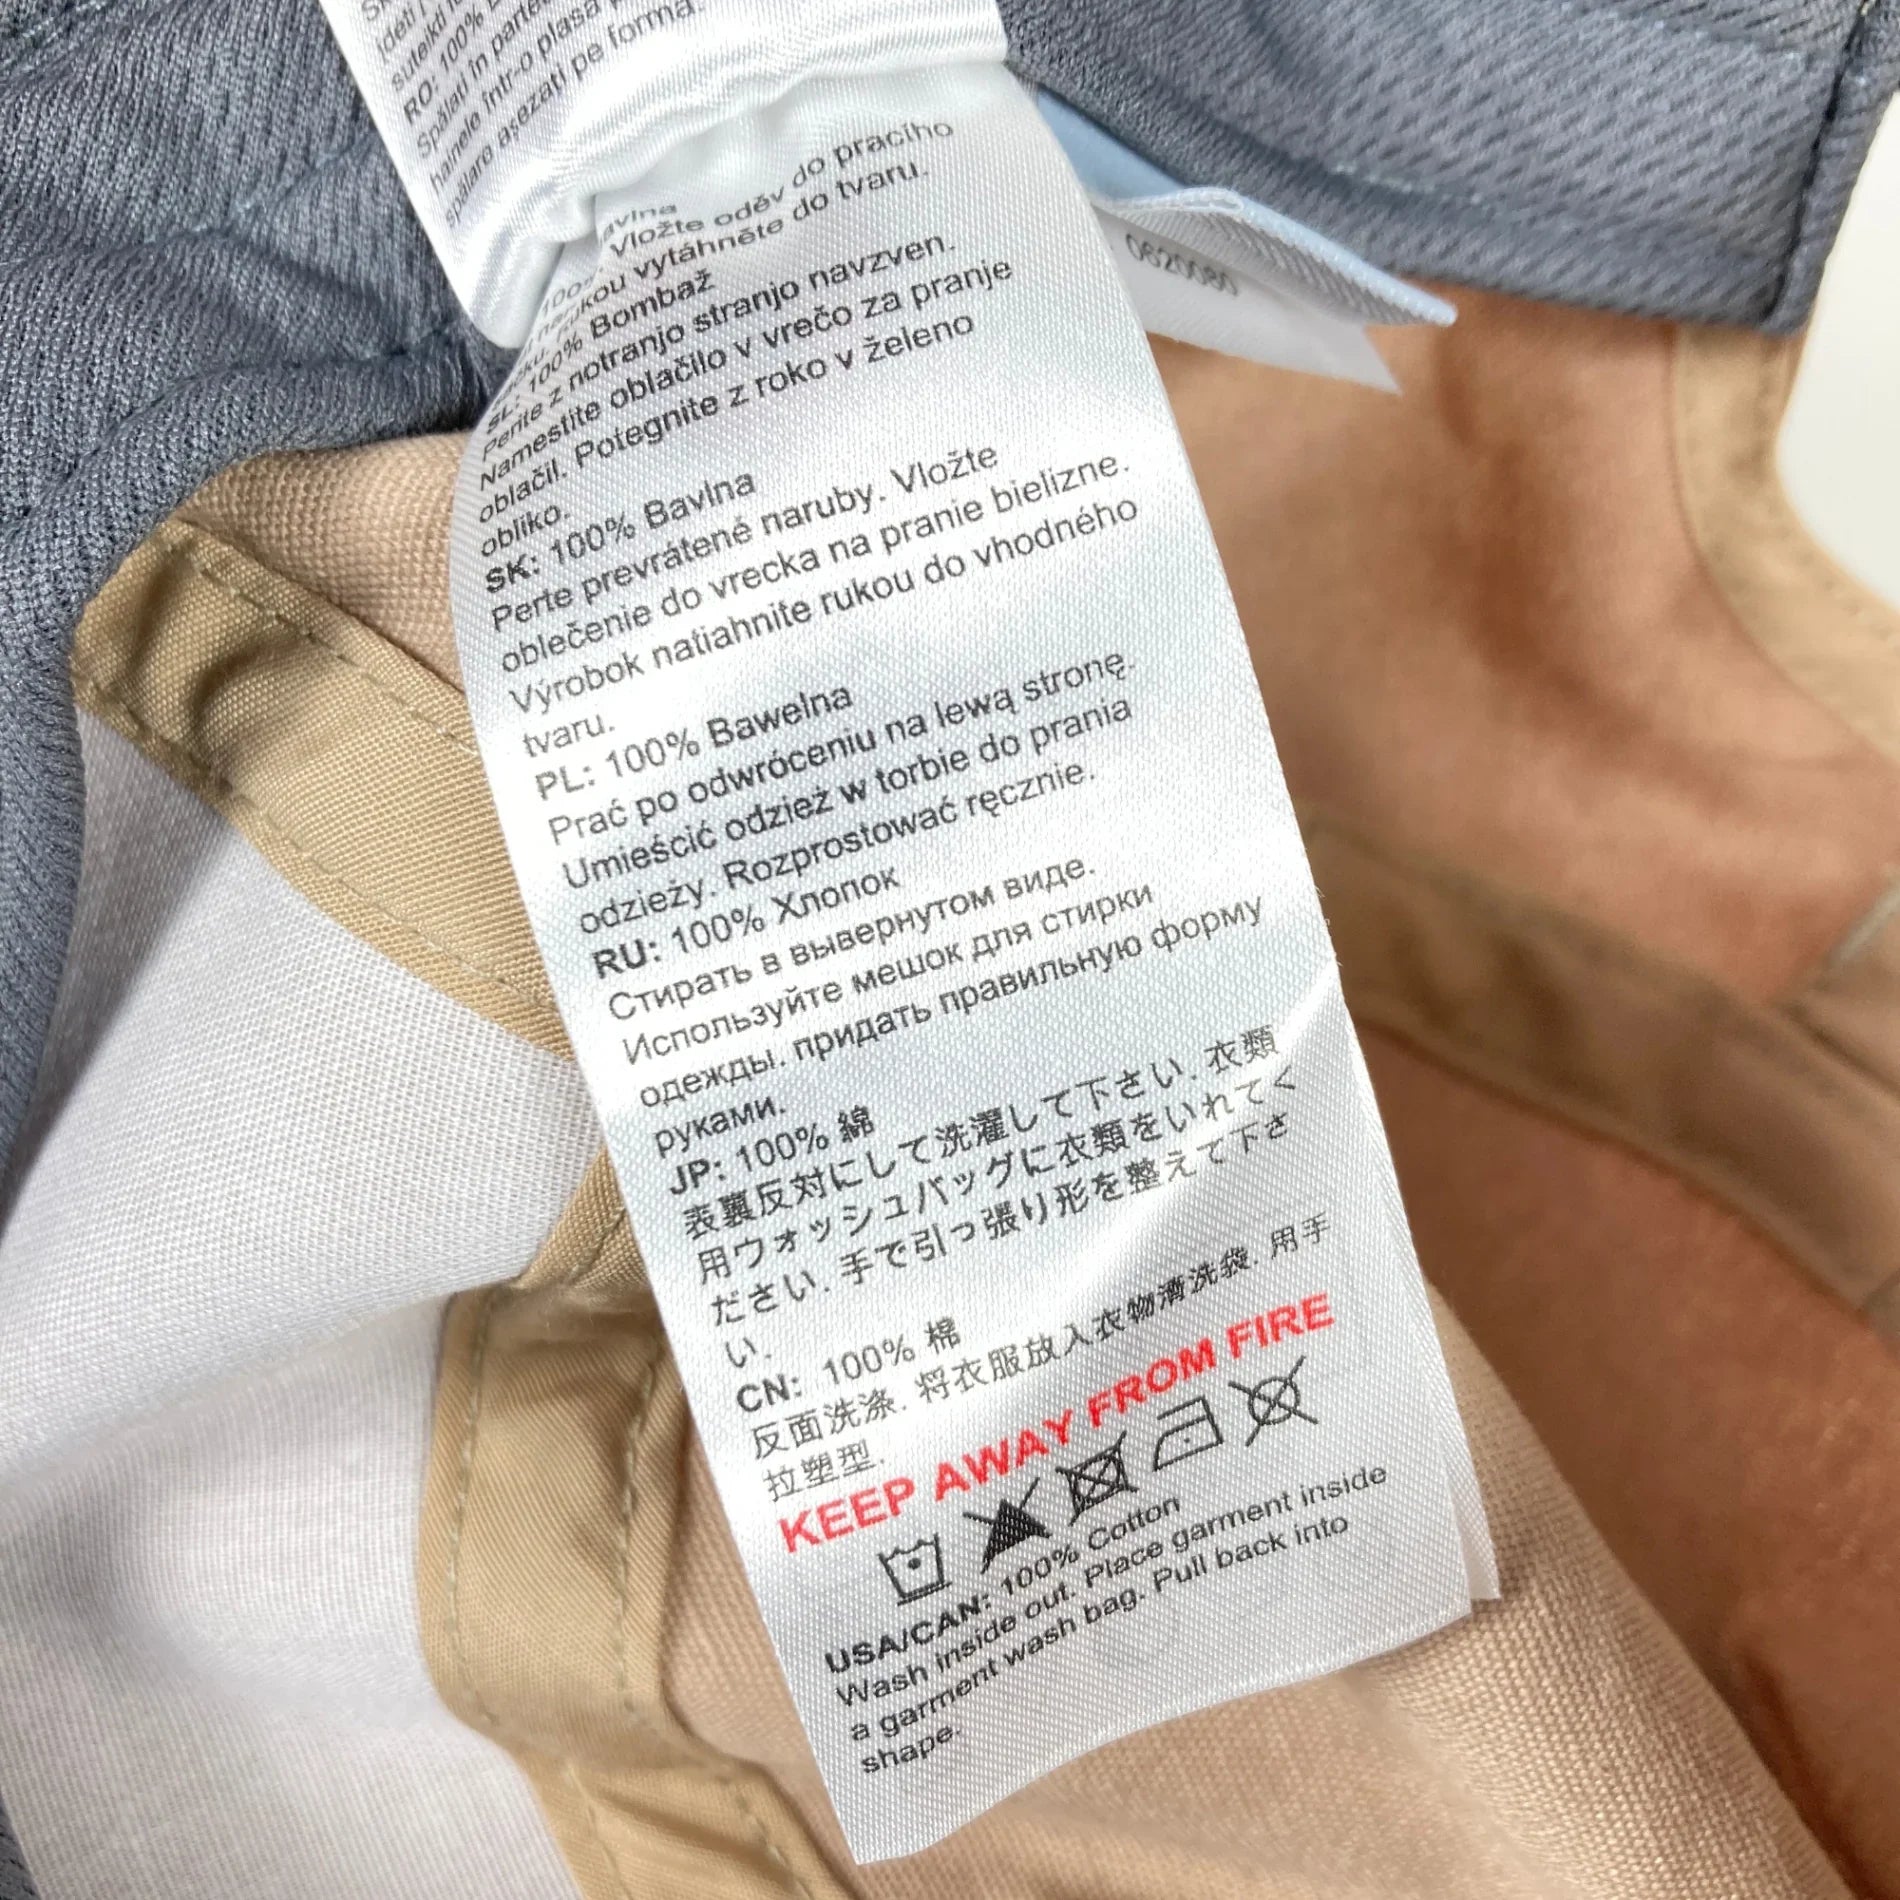 suteikti
RO: 100%
Spălați în
hainele într-o plasă
spălare așezați pe formă.
do pracího
Vložte oděv
rukou vytáhněte do tvaru.
SL: 100% Bombaž
Perite z notranjo stranjo navzven.
Namestite oblačilo v vrečo za pranje
oblačil. Potegnite z roko v želeno
obliko.
SK: 100% Bavlna
Perte prevrátené naruby. Vložte
oblečenie do vrecka na pranie bielizne.
Výrobok natiahnite rukou do vhodného
tvaru.
PL: 100% Bawełna
Prać po odwróceniu na lewą stronę.
Umieścić odzież w torbie do prania
odzieży. Rozprostować ręcznie.
RU: 100% Хлопок
Стирать в вывернутом виде.
Используйте мешок для стирки
одежды. придать правильную форму
руками.
JP: 100% 綿
表裏反対にして洗濯して下さい. 衣類
用ウォッシュバッグに衣類をいれてく
ださい. 手で引っ張り形を整えて下さ
い.
CN: 100% 棉
反面洗涤. 将衣服放入衣物清洗袋. 用手
拉塑型.
KEEP AWAY FROM FIRE
USA/CAN: 100% Cotton
Wash inside out. Place garment inside
a garment wash bag. Pull back into
shape.
0620080